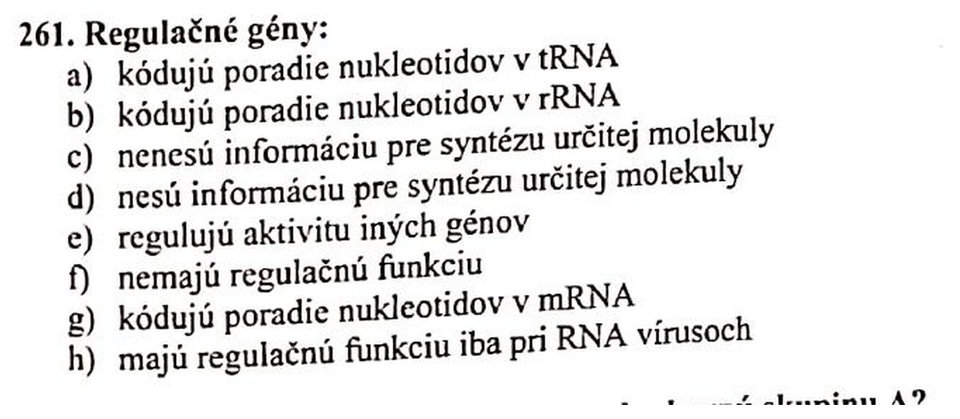 261. Regulačné gény:
a) kódujú poradie nukleotidov v tRNA
b) kódujú poradie nukleotidov v rRNA
c) nenesú informáciu pre syntézu určitej molekuly
d) nesú informáciu pre syntézu určitej molekuly
e) regulujú aktivitu iných génov
f) nemajú regulačnú funkciu
g) kódujú poradie nukleotidov v mRNA
h) majú regulačnú funkciu iba pri RNA vírusoch
skupinu A?